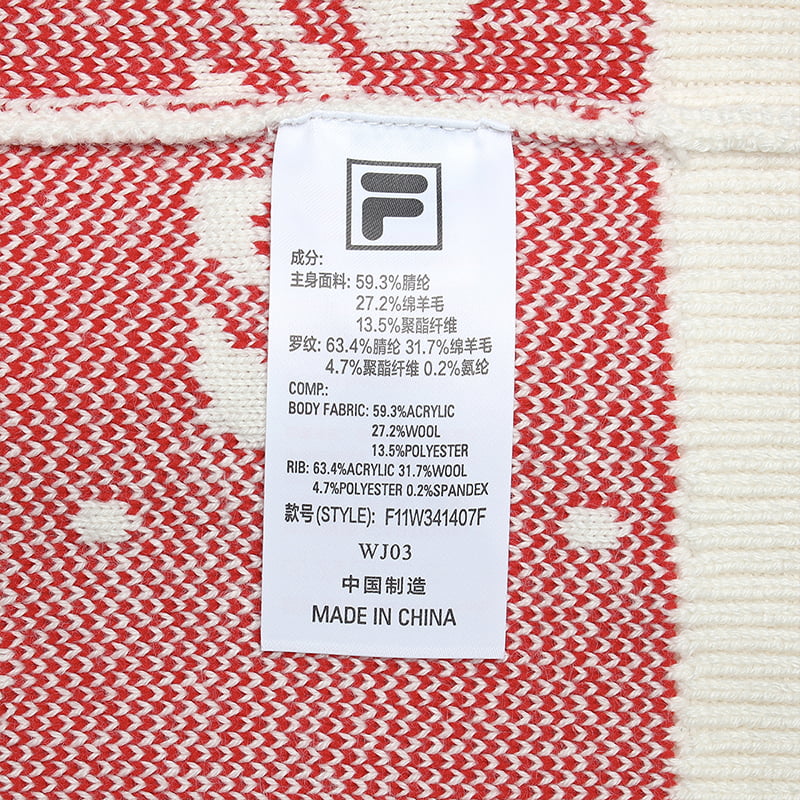 F
成分:
主身面料: 59.3%腈纶
27.2%绵羊毛
13.5%聚酯纤维
罗纹: 63.4%腈纶 31.7%绵羊毛
4.7%聚酯纤维 0.2%氨纶
COMP.:
BODY FABRIC: 59.3%ACRYLIC
27.2%WOOL
13.5%POLYESTER
RIB: 63.4%ACRYLIC 31.7%WOOL
4.7%POLYESTER 0.2%SPANDEX
款号(STYLE): F11W341407F
WJ03
中国制造
MADE IN CHINA